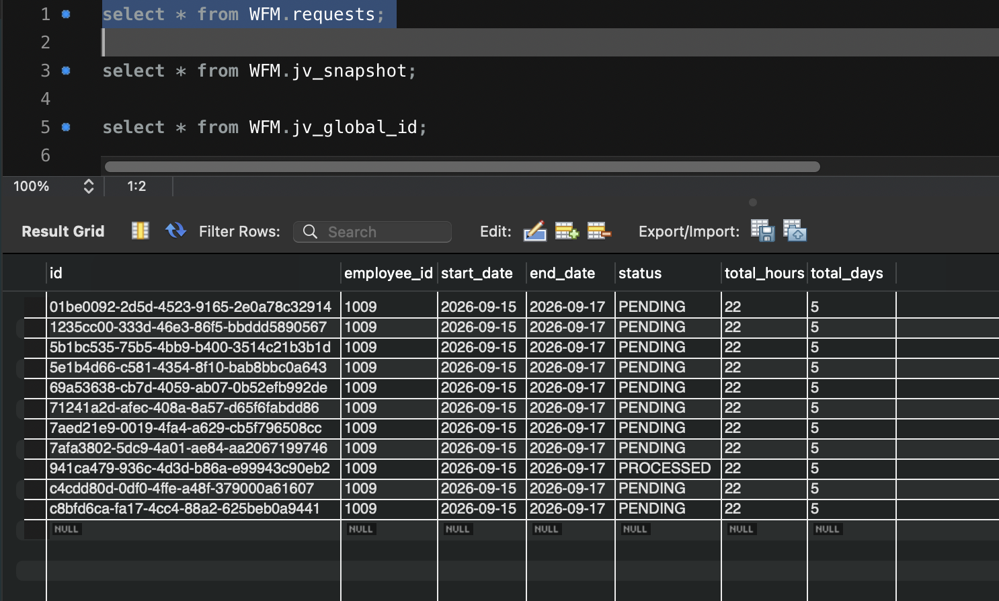 1 select * from WFM.requests;
2
3 select * from WFM.jv_snapshot;
4
5 select * from WFM.jv_global_id;
6
100% 1:2
Result Grid Filter Rows: Search Edit: Export/Import:
id employee_id start_date end_date status total_hours total_days
01be0092-2d5d-4523-9165-2e0a78c32914 1009 2026-09-15 2026-09-17 PENDING 22 5
1235cc00-333d-46e3-86f5-bbddd5890567 1009 2026-09-15 2026-09-17 PENDING 22 5
5b1bc535-75b5-4bb9-b400-3514c21b3b1d 1009 2026-09-15 2026-09-17 PENDING 22 5
5e1b4d66-c581-4354-8f10-bab8bbc0a643 1009 2026-09-15 2026-09-17 PENDING 22 5
69a53638-cb7d-4059-ab07-0b52efb992de 1009 2026-09-15 2026-09-17 PENDING 22 5
71241a2d-afec-408a-8a57-d65f6fabdd86 1009 2026-09-15 2026-09-17 PENDING 22 5
7aed21e9-0019-4fa4-a629-cb5f796508cc 1009 2026-09-15 2026-09-17 PENDING 22 5
7afa3802-5dc9-4a01-ae84-aa2067199746 1009 2026-09-15 2026-09-17 PENDING 22 5
941ca479-936c-4d3d-b86a-e99943c90eb2 1009 2026-09-15 2026-09-17 PROCESSED 22 5
c4cdd80d-0df0-4ffe-a48f-379000a61607 1009 2026-09-15 2026-09-17 PENDING 22 5
c8bfd6ca-fa17-4cc4-88a2-625beb0a9441 1009 2026-09-15 2026-09-17 PENDING 22 5
NULL NULL NULL NULL NULL NULL NULL